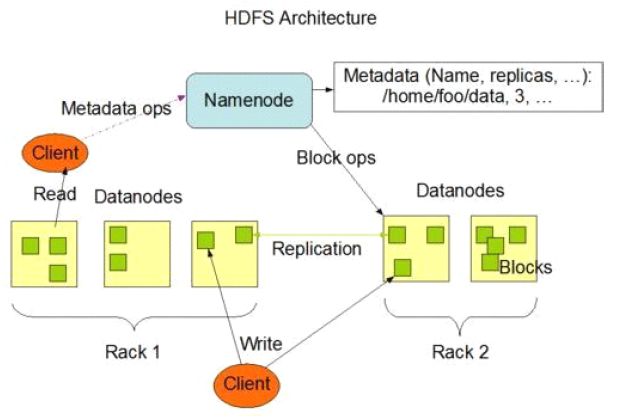 HDFS Architecture
Metadata (Name, replicas, ...):
/home/foo/data, 3, ...
Namenode
Metadata ops
Client
Block ops
Read
Datanodes
Datanodes
Replication
Blocks
Rack 1
Write
Rack 2
Client